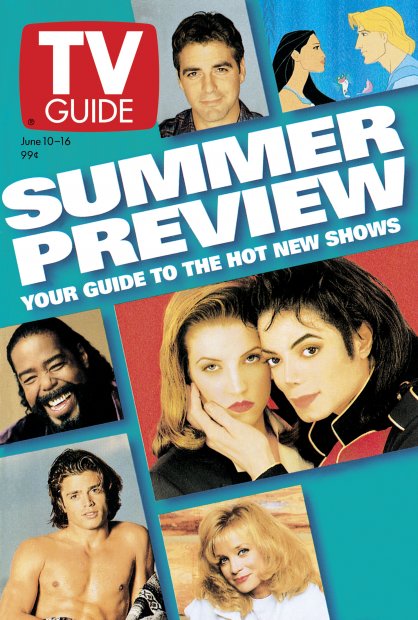 TV
GUIDE
®
June 10–16
99¢
SUMMER
PREVIEW
YOUR GUIDE TO THE HOT NEW SHOWS